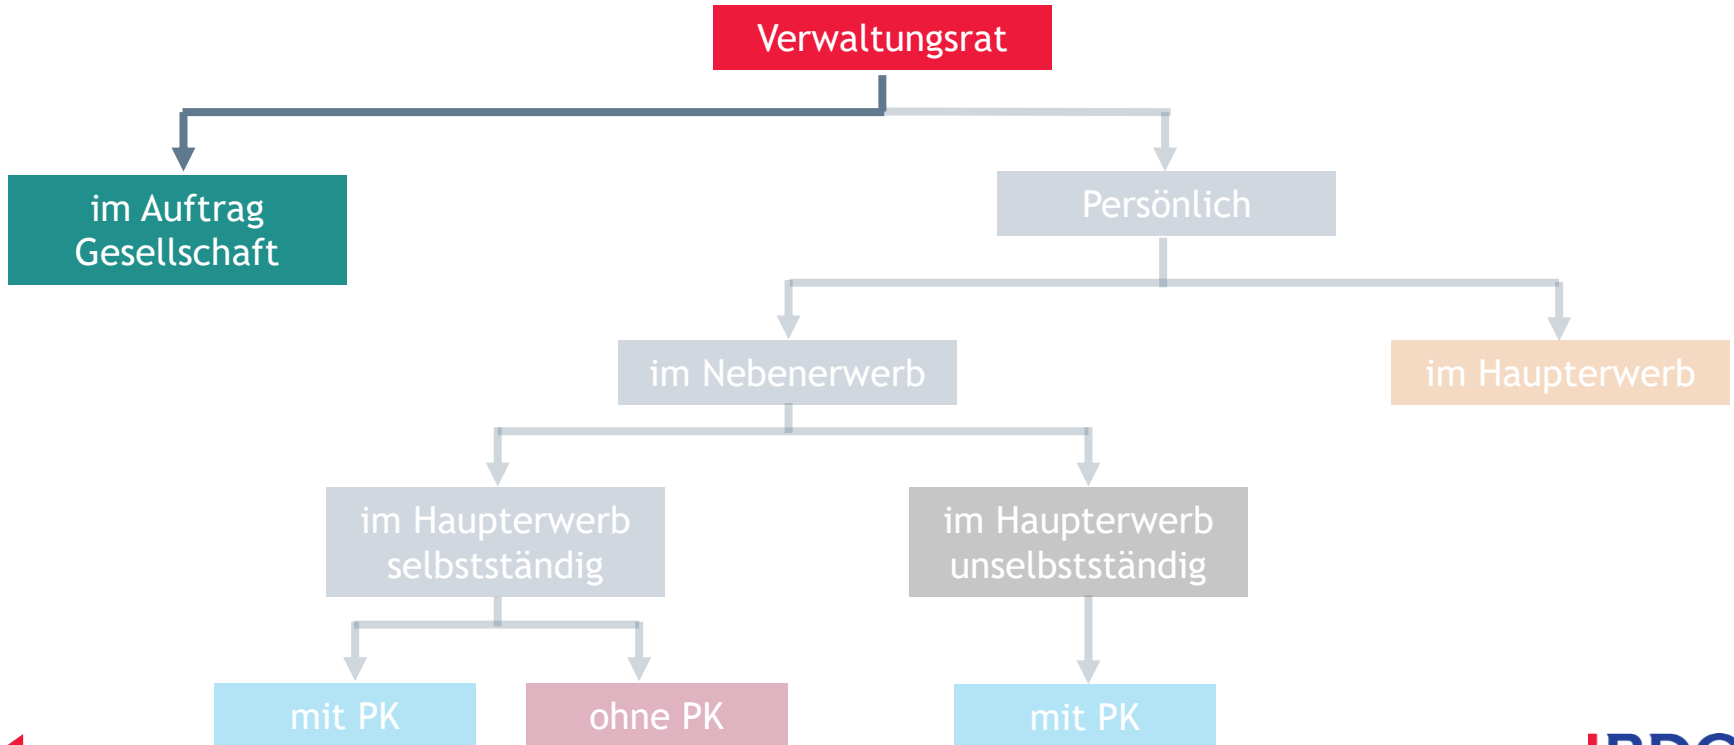 Verwaltungsrat
im Auftrag
Gesellschaft
Persönlich
im Nebenerwerb
im Haupterwerb
im Haupterwerb
selbstständig
im Haupterwerb
unselbstständig
mit PK
ohne PK
mit PK